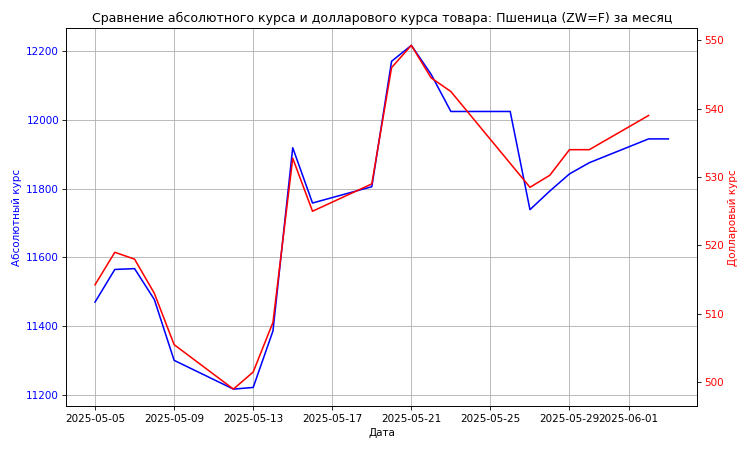 Сравнение абсолютного курса и долларового курса товара: Пшеница (ZW=F) за месяц
Абсолютный курс
12200
12000
11800
11600
11400
11200
550
540
530
520
510
500
Долларовый курс
2025-05-05 2025-05-09 2025-05-13 2025-05-17 2025-05-21 2025-05-25 2025-05-29 2025-06-01
Дата